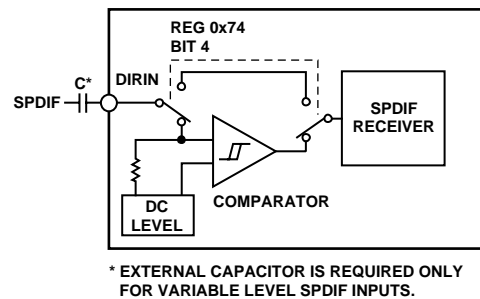 REG 0x74
BIT 4
C*
DIRIN
SPDIF
SPDIF
RECEIVER
COMPARATOR
DC
LEVEL
* EXTERNAL CAPACITOR IS REQUIRED ONLY
FOR VARIABLE LEVEL SPDIF INPUTS.